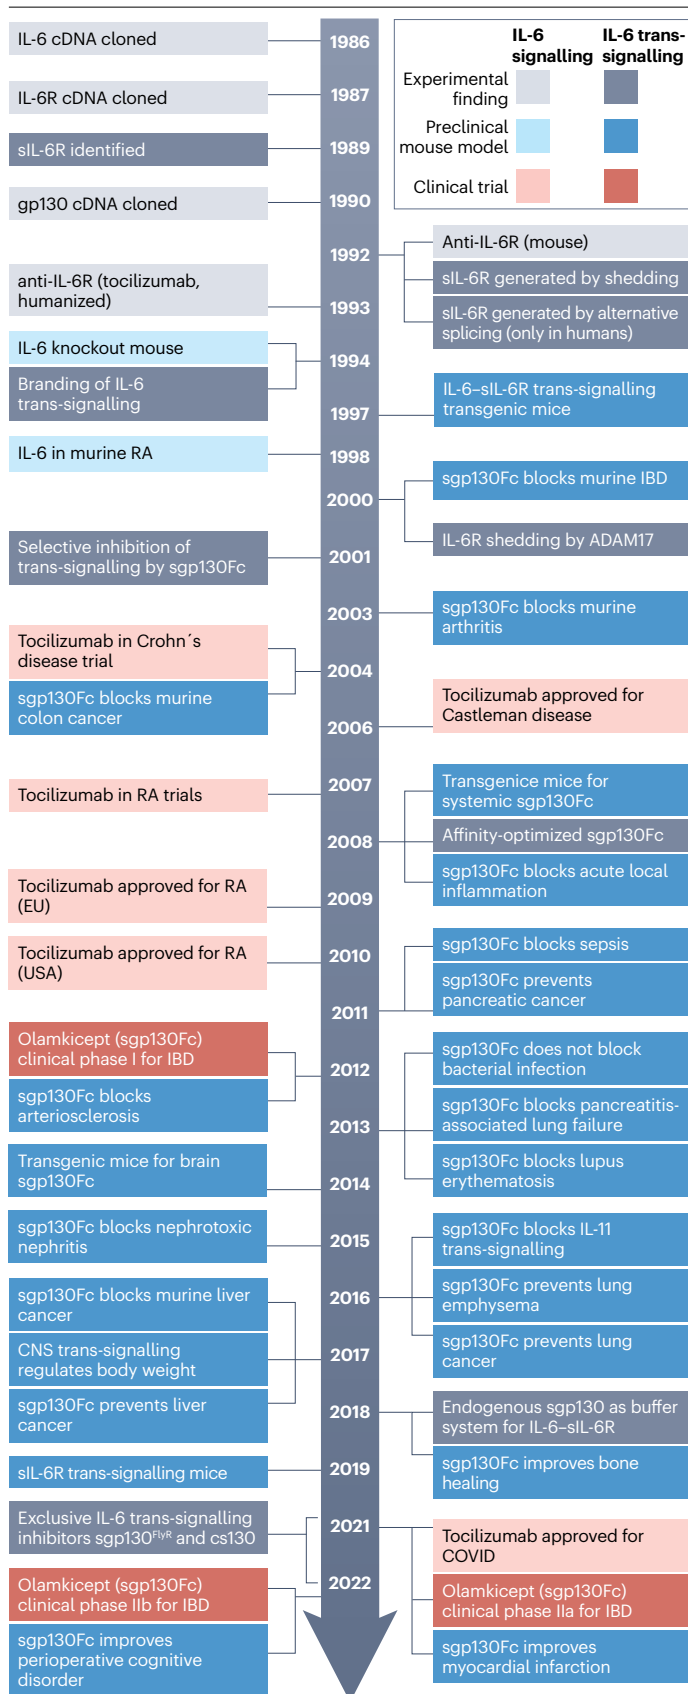 IL-6
signalling
IL-6 trans-
signalling
Experimental
finding
Preclinical
mouse model
Clinical trial
IL-6 cDNA cloned
1986
IL-6R cDNA cloned
1987
sIL-6R identified
1989
gp130 cDNA cloned
1990
1992
Anti-IL-6R (mouse)
sIL-6R generated by shedding
sIL-6R generated by alternative
splicing (only in humans)
anti-IL-6R (tocilizumab,
humanized)
1993
IL-6 knockout mouse
Branding of IL-6
trans-signalling
1994
1997
IL-6–sIL-6R trans-signalling
transgenic mice
IL-6 in murine RA
1998
2000
sgp130Fc blocks murine IBD
IL-6R shedding by ADAM17
Selective inhibition of
trans-signalling by sgp130Fc
2001
2003
sgp130Fc blocks murine
arthritis
Tocilizumab in Crohn´s
disease trial
sgp130Fc blocks murine
colon cancer
2004
2006
Tocilizumab approved for
Castleman disease
Tocilizumab in RA trials
2007
2008
Transgenice mice for
systemic sgp130Fc
Affinity-optimized sgp130Fc
sgp130Fc blocks acute local
inflammation
Tocilizumab approved for RA
(EU)
2009
Tocilizumab approved for RA
(USA)
2010
2011
sgp130Fc blocks sepsis
sgp130Fc prevents
pancreatic cancer
Olamkicept (sgp130Fc)
clinical phase I for IBD
sgp130Fc blocks
arteriosclerosis
2012
2013
sgp130Fc does not block
bacterial infection
sgp130Fc blocks pancreatitis-
associated lung failure
sgp130Fc blocks lupus
erythematosis
Transgenic mice for brain
sgp130Fc
2014
sgp130Fc blocks nephrotoxic
nephritis
2015
2016
sgp130Fc blocks IL-11
trans-signalling
sgp130Fc prevents lung
emphysema
sgp130Fc prevents lung
cancer
sgp130Fc blocks murine liver
cancer
CNS trans-signalling
regulates body weight
sgp130Fc prevents liver
cancer
2017
2018
Endogenous sgp130 as buffer
system for IL-6–sIL-6R
sgp130Fc improves bone
healing
sIL-6R trans-signalling mice
2019
Exclusive IL-6 trans-signalling
inhibitors sgp130FlyR and cs130
2021
Tocilizumab approved for
COVID
Olamkicept (sgp130Fc)
clinical phase IIa for IBD
sgp130Fc improves
myocardial infarction
2022
Olamkicept (sgp130Fc)
clinical phase IIb for IBD
sgp130Fc improves
perioperative cognitive
disorder